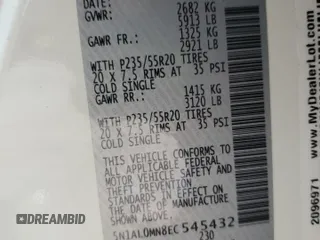 DATE:
GVWR: 2682 KG
5913 LB
GAWR FR.: 1325 KG
2921 LB
WITH P235/55R20 TIRES
20 X 7.5 RIMS AT 35 PSI
COLD SINGLE
GAWR RR.: 1415 KG
3120 LB
WITH P235/55R20 TIRES
20 X 7.5 RIMS AT 35 PSI
COLD SINGLE
THIS VEHICLE CONFORMS TO
ALL APPLICABLE FEDERAL
MOTOR VEHICLE SAFETY AND
THEFT PREVENTION STANDARDS
IN EFFECT ON THE DATE OF
MANUFACTURE
SHOWN ABOVE.
5N1AL0MN8EC545432
230
www.MyDealerLot.com
2096971
BIDCARS